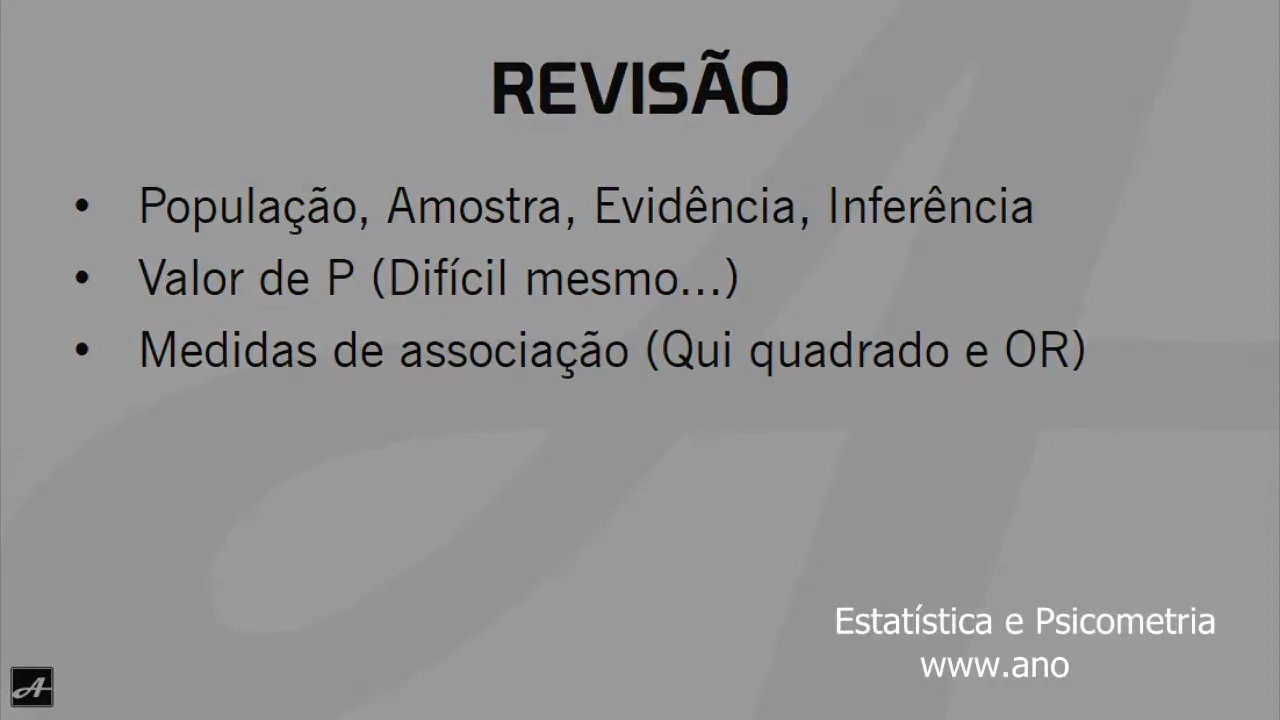 REVISÃO
• População, Amostra, Evidência, Inferência
• Valor de P (Difícil mesmo...)
• Medidas de associação (Qui quadrado e OR)
Estatística e Psicometria
www.ano
A